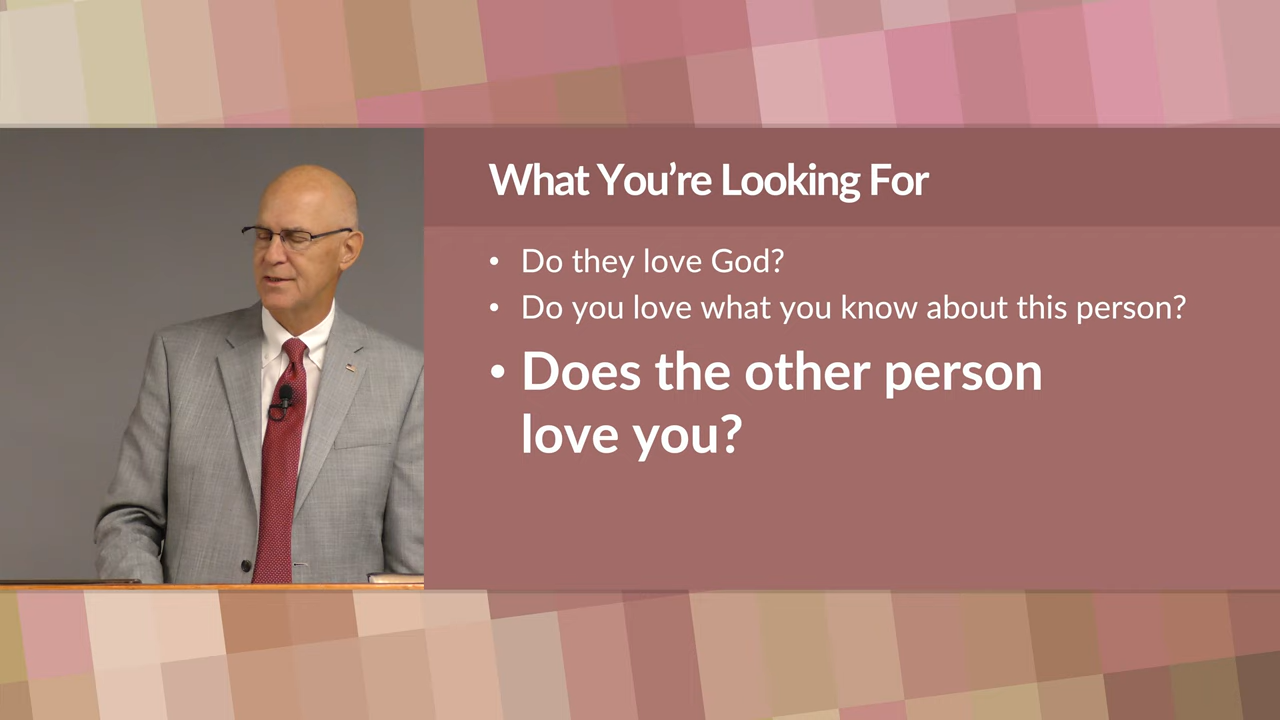 What You’re Looking For
• Do they love God?
• Do you love what you know about this person?
• Does the other person
love you?